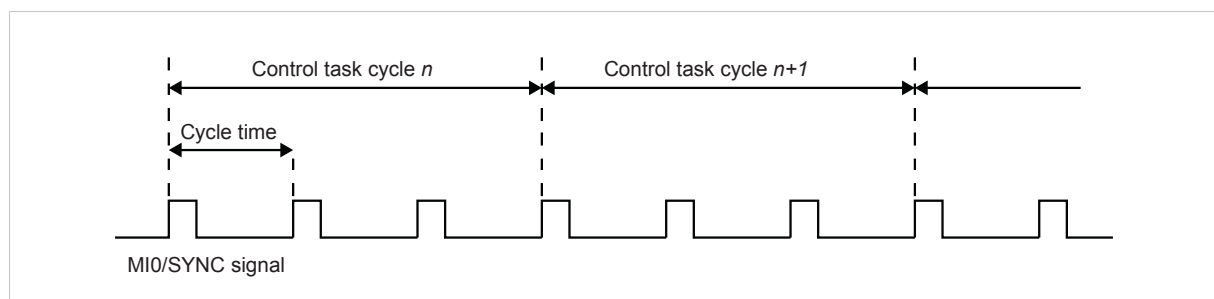 Control task cycle n
Control task cycle n+1
Cycle time
MI0/SYNC signal